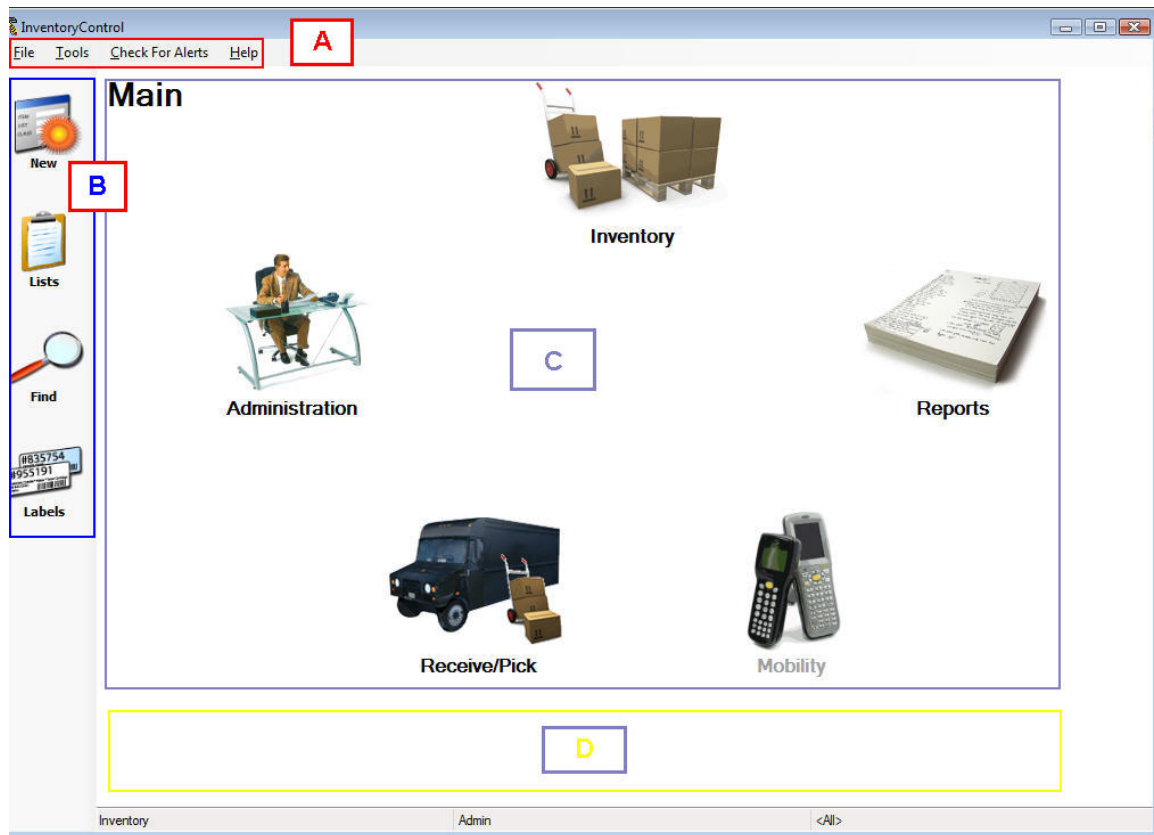 InventoryControl
File Tools Check For Alerts Help
A
Main
New
B
Inventory
Lists
Administration
C
Reports
Find
#835754
#955191
Labels
Receive/Pick
Mobility
D
Inventory Admin <All>